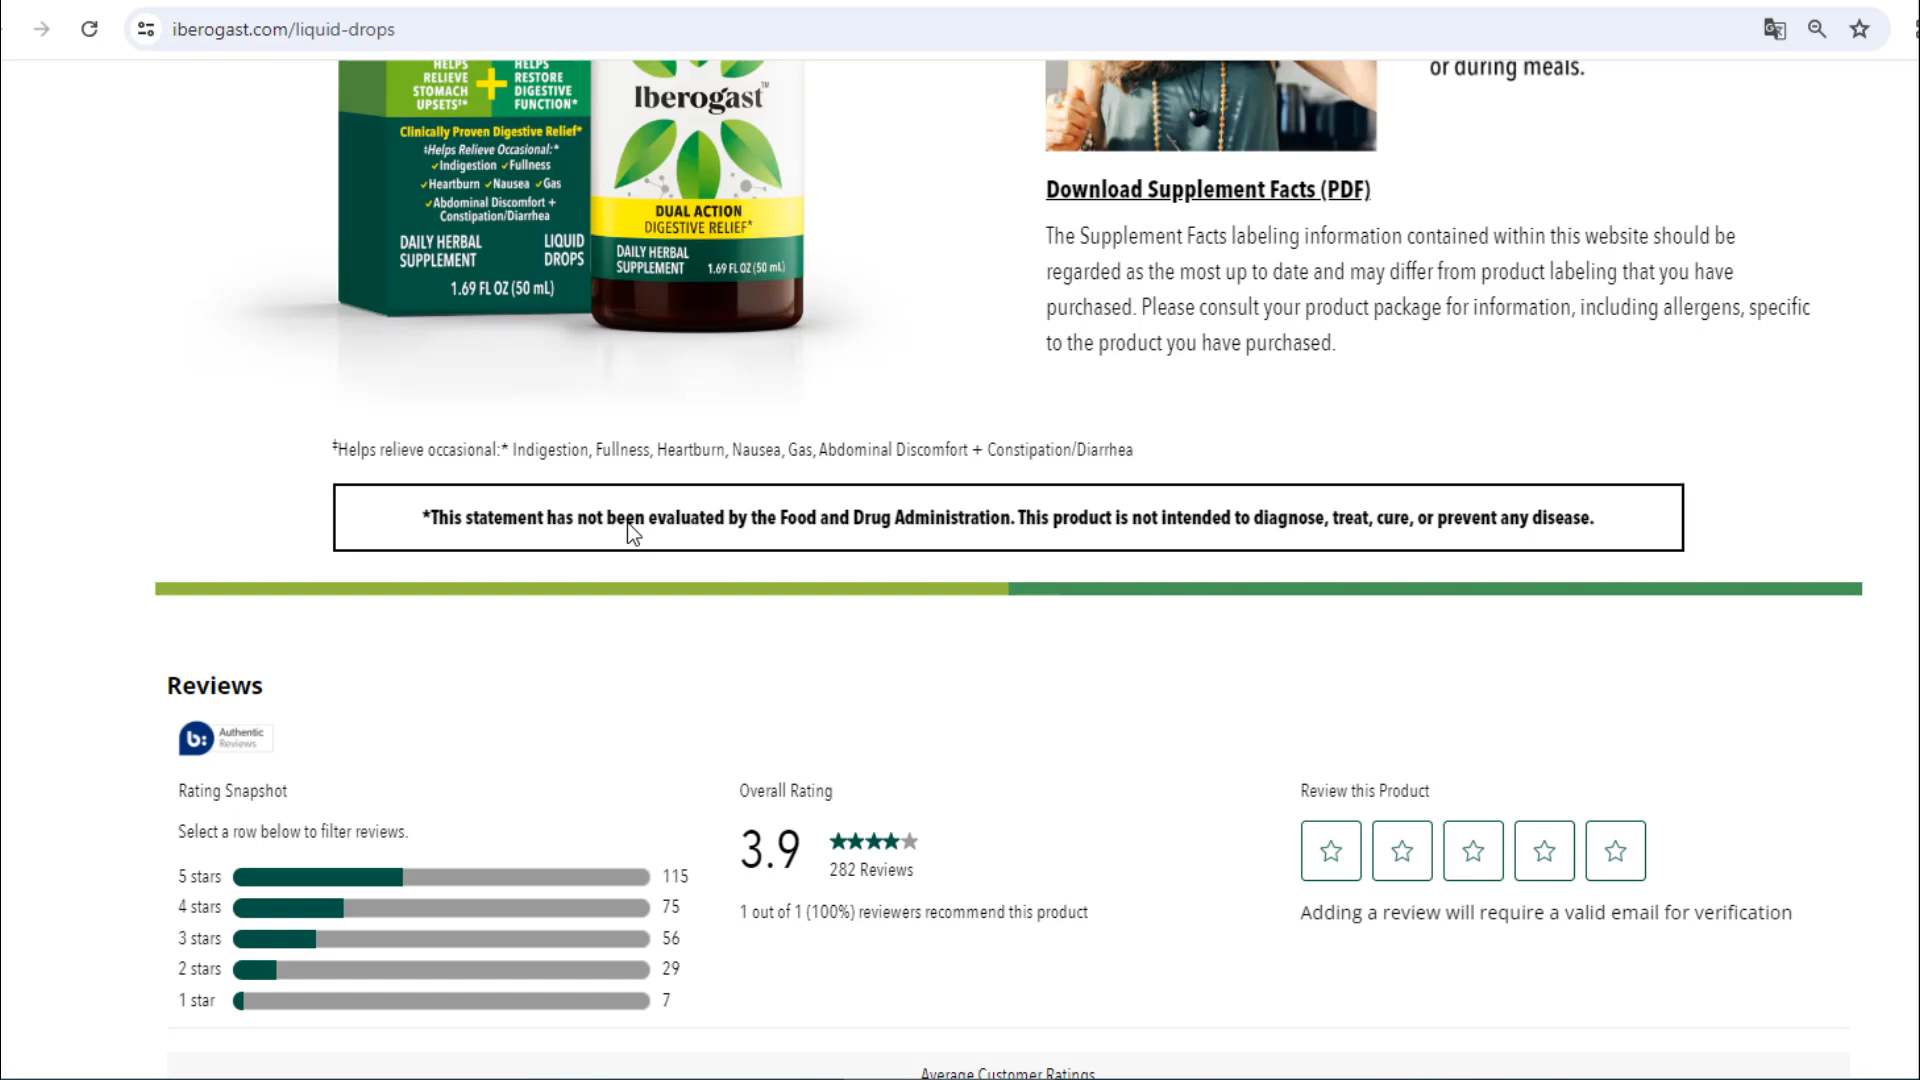 iberogast.com/liquid-drops
HELPS
RELIEVE
STOMACH
UPSETS‡*
HELPS
RESTORE
DIGESTIVE
FUNCTION*
Clinically Proven Digestive Relief*
‡Helps Relieve Occasional:*
✓Indigestion ✓Fullness
✓Heartburn ✓Nausea ✓Gas
✓Abdominal Discomfort +
Constipation/Diarrhea
DAILY HERBAL
SUPPLEMENT
LIQUID
DROPS
1.69 FL OZ (50 mL)
Iberogast™
DUAL ACTION
DIGESTIVE RELIEF*
DAILY HERBAL
SUPPLEMENT
1.69 FL OZ (50 mL)
or during meals.
Download Supplement Facts (PDF)
The Supplement Facts labeling information contained within this website should be
regarded as the most up to date and may differ from product labeling that you have
purchased. Please consult your product package for information, including allergens, specific
to the product you have purchased.
‡Helps relieve occasional:* Indigestion, Fullness, Heartburn, Nausea, Gas, Abdominal Discomfort + Constipation/Diarrhea
*This statement has not been evaluated by the Food and Drug Administration. This product is not intended to diagnose, treat, cure, or prevent any disease.
Reviews
b: Authentic
Reviews
Rating Snapshot
Select a row below to filter reviews.
5 stars 115
4 stars 75
3 stars 56
2 stars 29
1 star 7
Overall Rating
3.9
282 Reviews
1 out of 1 (100%) reviewers recommend this product
Review this Product
Adding a review will require a valid email for verification
Average Customer Ratings